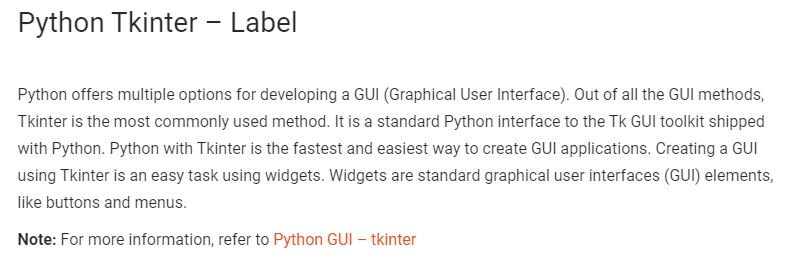 Python Tkinter – Label
Python offers multiple options for developing a GUI (Graphical User Interface). Out of all the GUI methods,
Tkinter is the most commonly used method. It is a standard Python interface to the Tk GUI toolkit shipped
with Python. Python with Tkinter is the fastest and easiest way to create GUI applications. Creating a GUI
using Tkinter is an easy task using widgets. Widgets are standard graphical user interfaces (GUI) elements,
like buttons and menus.
Note: For more information, refer to Python GUI – tkinter